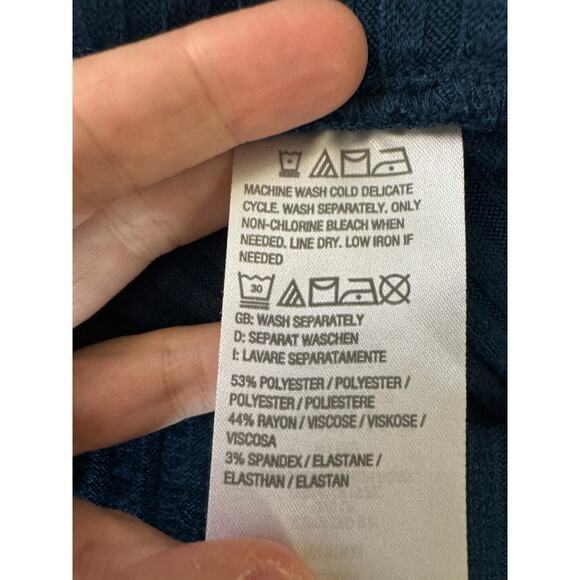 MACHINE WASH COLD DELICATE
CYCLE. WASH SEPARATELY. ONLY
NON-CHLORINE BLEACH WHEN
NEEDED. LINE DRY. LOW IRON IF
NEEDED
30
GB: WASH SEPARATELY
D: SEPARAT WASCHEN
I: LAVARE SEPARATAMENTE
53% POLYESTER / POLYESTER /
POLYESTER / POLIESTERE
44% RAYON / VISCOSE / VISKOSE /
VISCOSA
3% SPANDEX / ELASTANE /
ELASTHAN / ELASTAN